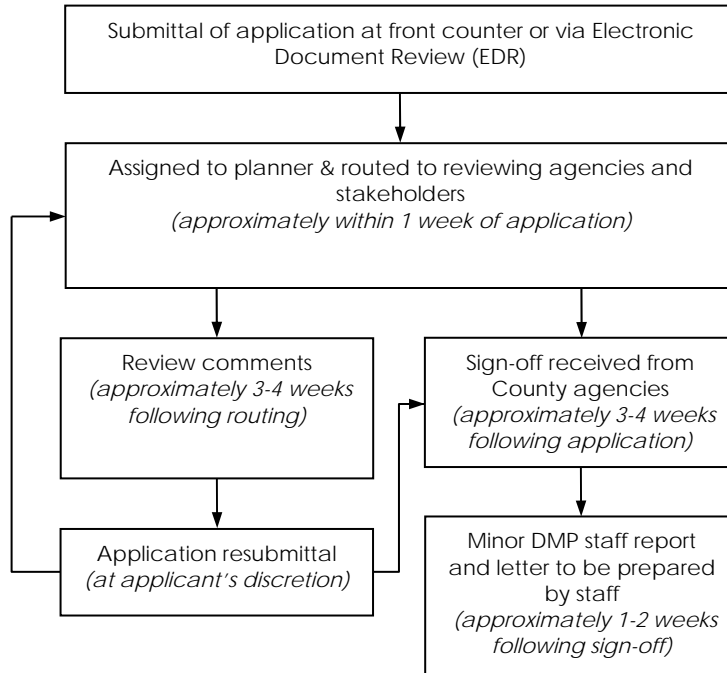 Submittal of application at front counter or via Electronic
Document Review (EDR)
Assigned to planner & routed to reviewing agencies and
stakeholders
(approximately within 1 week of application)
Review comments
(approximately 3-4 weeks
following routing)
Sign-off received from
County agencies
(approximately 3-4 weeks
following application)
Application resubmittal
(at applicant's discretion)
Minor DMP staff report
and letter to be prepared
by staff
(approximately 1-2 weeks
following sign-off)